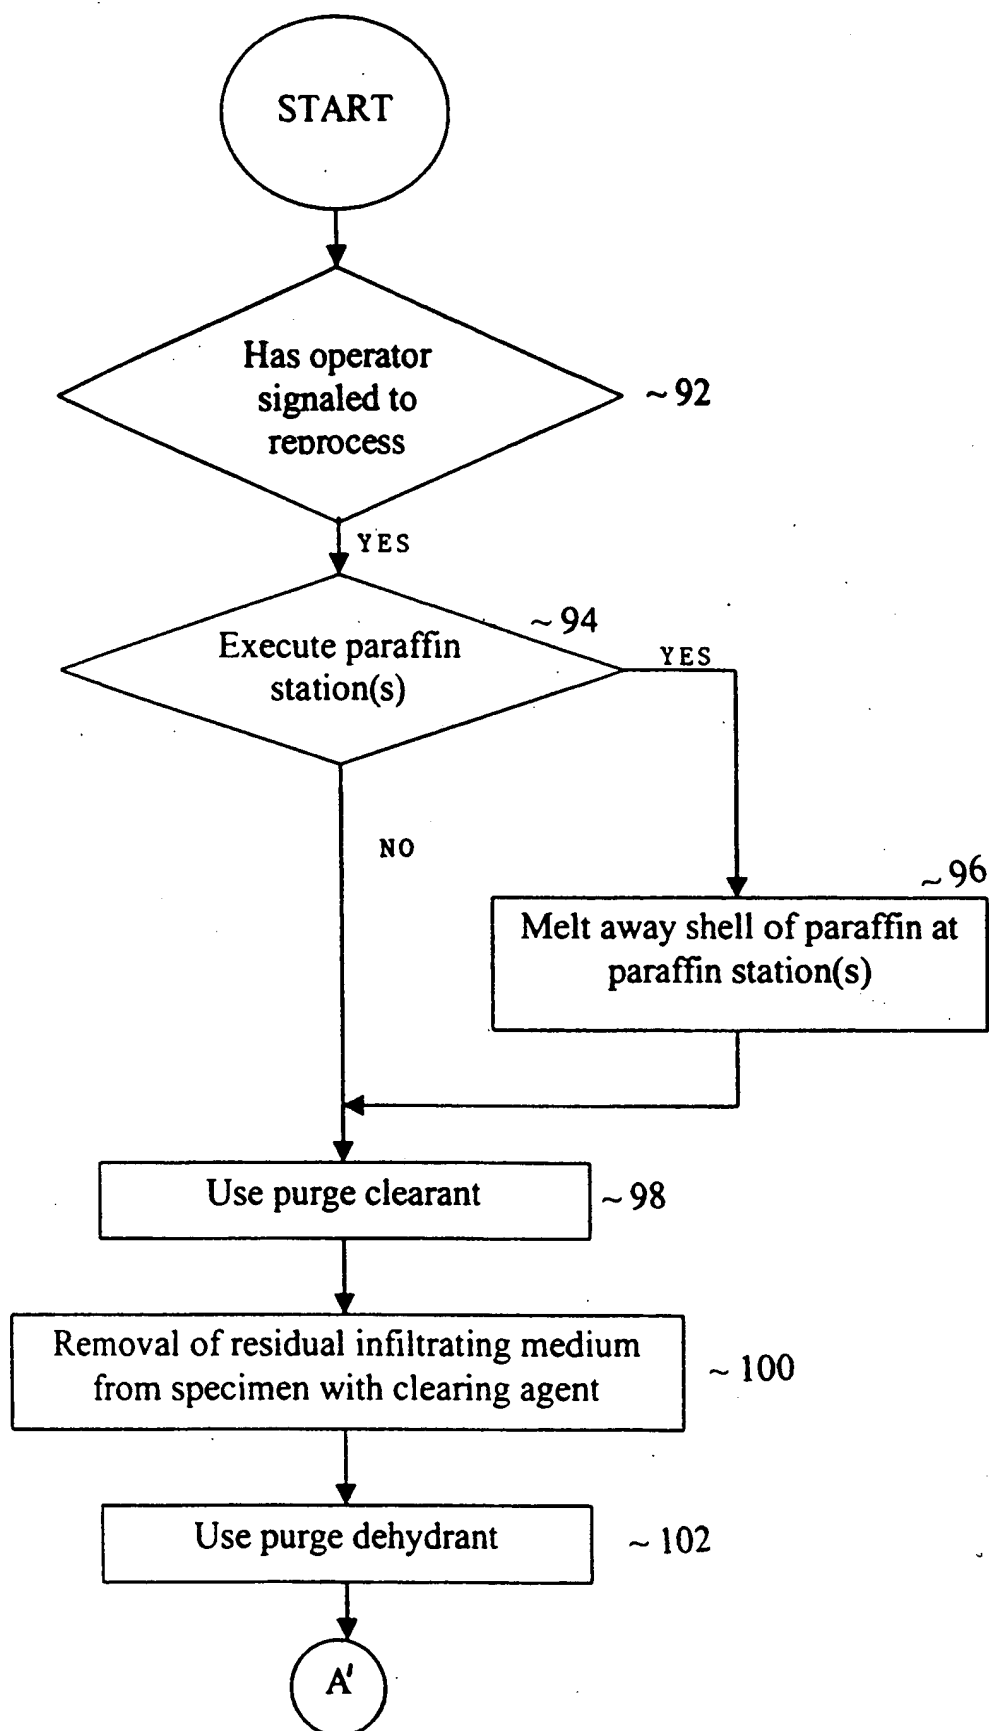 START
Has operator
signaled to
reprocess
~92
YES
~94
Execute paraffin
station(s)
YES
NO
~96
Melt away shell of paraffin at
paraffin station(s)
Use purge clearant
~98
Removal of residual infiltrating medium
from specimen with clearing agent
~100
Use purge dehydrant
~102
A'